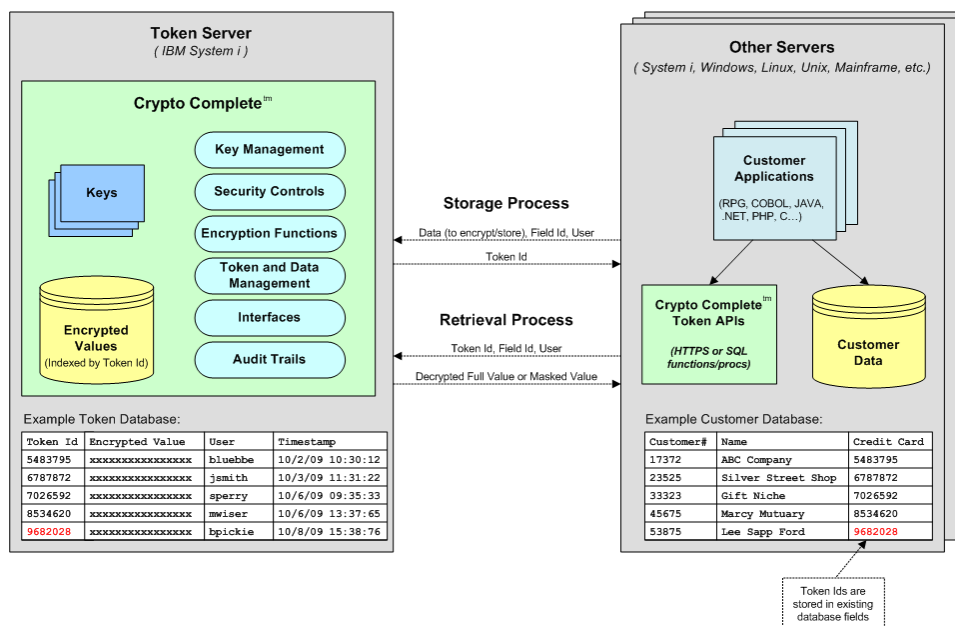 Token Server
( IBM System i )
Crypto Complete™
Keys
Encrypted
Values
(Indexed by Token Id)
Key Management
Security Controls
Encryption Functions
Token and Data
Management
Interfaces
Audit Trails
Example Token Database:
Token Id Encrypted Value User Timestamp
5483795 xxxxxxxxxxxxxxxx bluebbe 10/2/09 10:30:12
6787872 xxxxxxxxxxxxxxxx jsmith 10/3/09 11:31:22
7026592 xxxxxxxxxxxxxxxx sperry 10/6/09 09:35:33
8534620 xxxxxxxxxxxxxxxx mwiser 10/6/09 13:37:65
9682028 xxxxxxxxxxxxxxxx bpickie 10/8/09 15:38:76
Storage Process
Data (to encrypt/store), Field Id, User
Token Id
Retrieval Process
Token Id, Field Id, User
Decrypted Full Value or Masked Value
Other Servers
( System i, Windows, Linux, Unix, Mainframe, etc.)
Customer
Applications
(RPG, COBOL, JAVA,
.NET, PHP, C…)
Crypto Complete™
Token APIs
(HTTPS or SQL
functions/procs)
Customer
Data
Example Customer Database:
Customer# Name Credit Card
17372 ABC Company 5483795
23525 Silver Street Shop 6787872
33323 Gift Niche 7026592
45675 Marcy Mutuary 8534620
53875 Lee Sapp Ford 9682028
Token Ids are
stored in existing
database fields